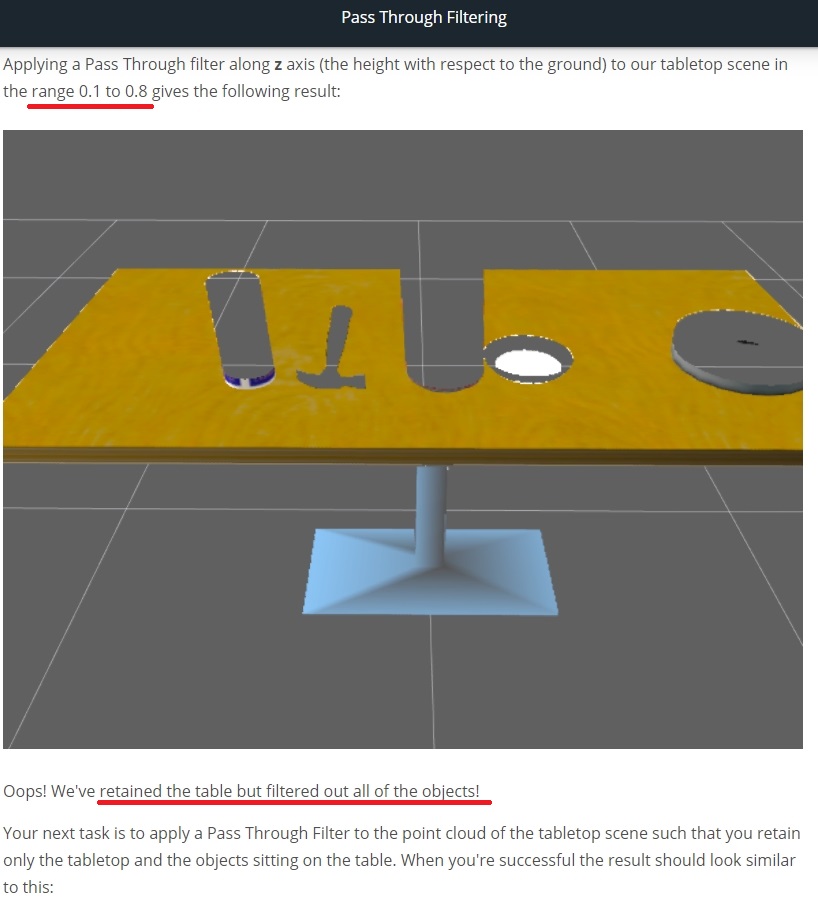 Pass Through Filtering
Applying a Pass Through filter along z axis (the height with respect to the ground) to our tabletop scene in
the range 0.1 to 0.8 gives the following result:
Oops! We've retained the table but filtered out all of the objects!
Your next task is to apply a Pass Through Filter to the point cloud of the tabletop scene such that you retain
only the tabletop and the objects sitting on the table. When you're successful the result should look similar
to this: